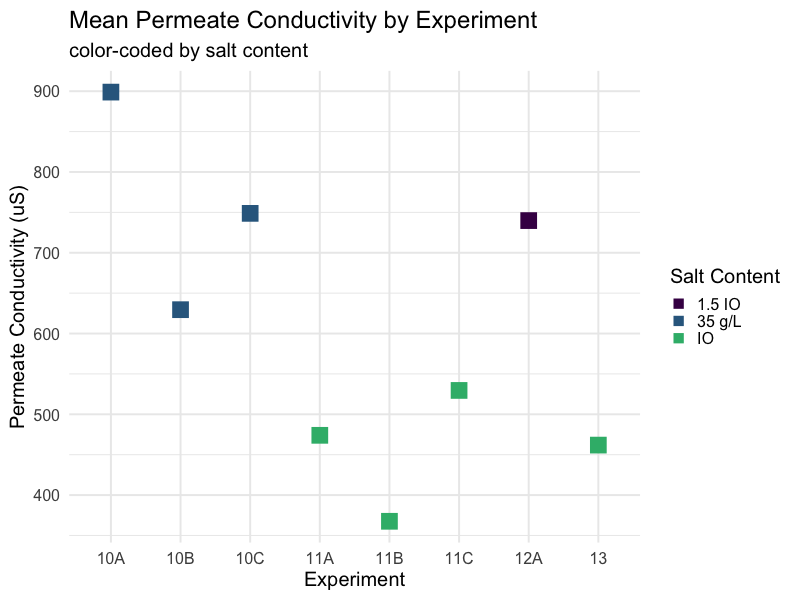 Mean Permeate Conductivity by Experiment
color-coded by salt content
Permeate Conductivity (uS)
900
800
700
600
500
400
10A 10B 10C 11A 11B 11C 12A 13
Experiment
Salt Content
1.5 IO
35 g/L
IO